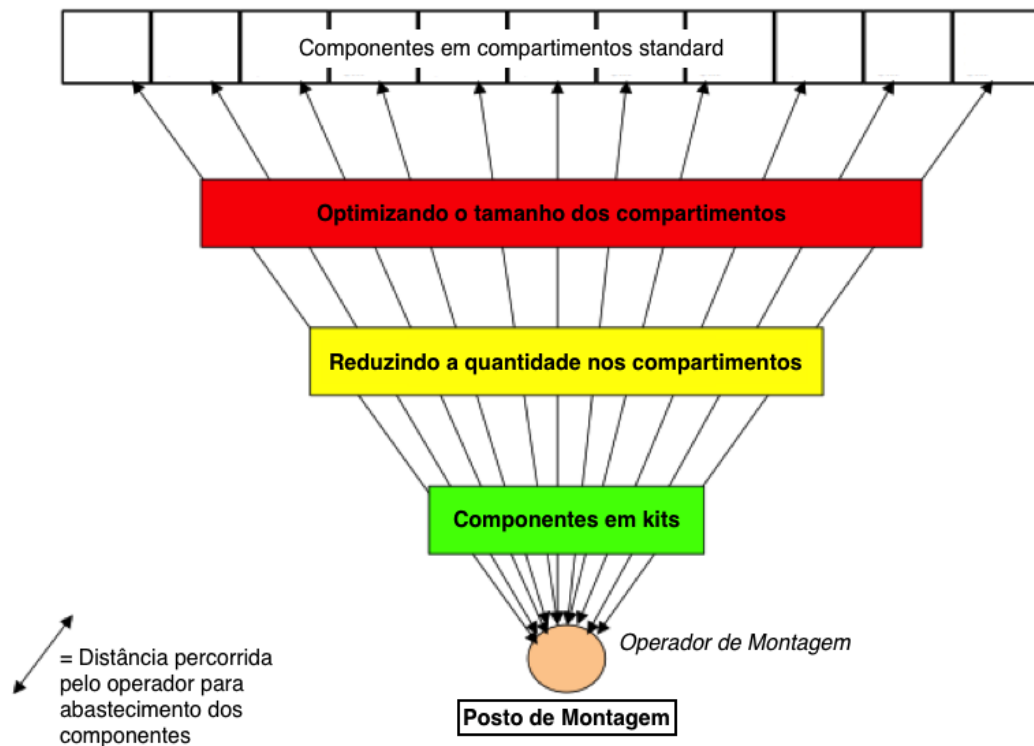 Componentes em compartimentos standard
Optimizando o tamanho dos compartimentos
Reduzindo a quantidade nos compartimentos
Componentes em kits
Operador de Montagem
= Distância percorrida
pelo operador para
abastecimento dos
componentes
Posto de Montagem